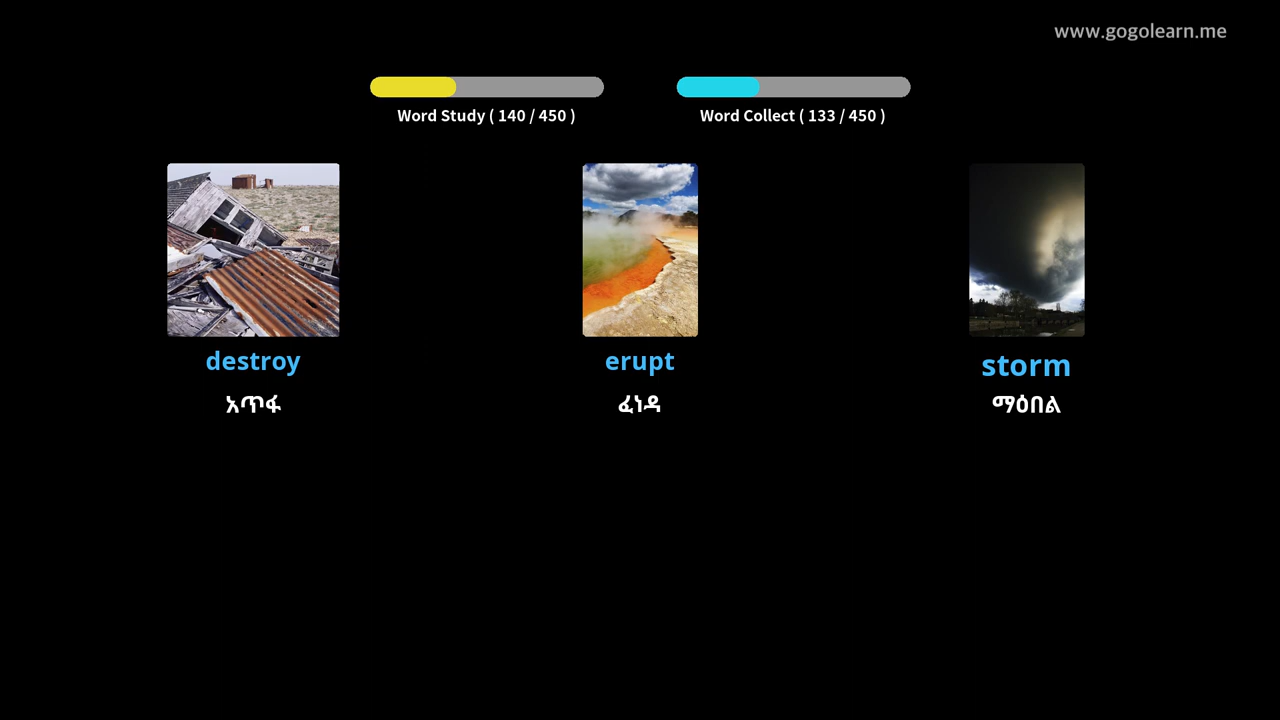 www.gogolearn.me
Word Study ( 140 / 450 )
Word Collect ( 133 / 450 )
destroy
erupt
storm
አጥፋ
ፈነዳ
ማዕበል